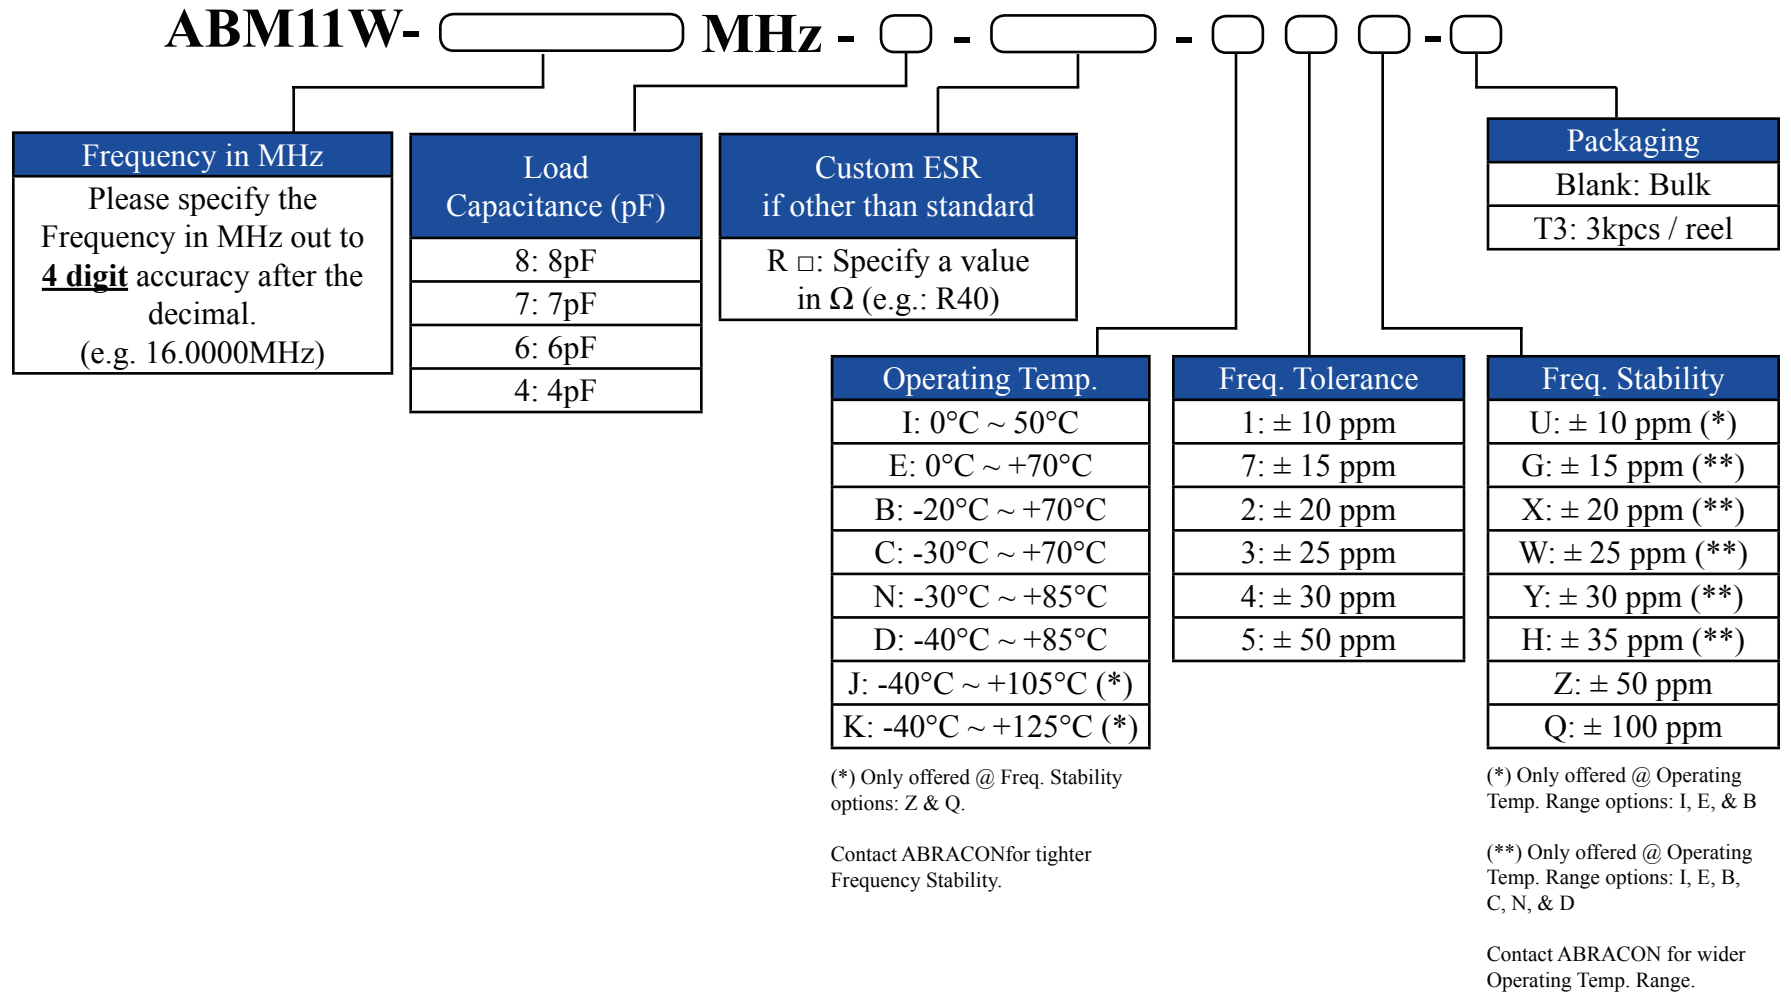 ABM11W- MHz - - - -
Frequency in MHz
Please specify the
Frequency in MHz out to
4 digit accuracy after the
decimal.
(e.g. 16.0000MHz)
Load
Capacitance (pF)
8: 8pF
7: 7pF
6: 6pF
4: 4pF
Custom ESR
if other than standard
R □: Specify a value
in Ω (e.g.: R40)
Packaging
Blank: Bulk
T3: 3kpcs / reel
Operating Temp.
I: 0°C ~ 50°C
E: 0°C ~ +70°C
B: -20°C ~ +70°C
C: -30°C ~ +70°C
N: -30°C ~ +85°C
D: -40°C ~ +85°C
J: -40°C ~ +105°C (*)
K: -40°C ~ +125°C (*)
(*) Only offered @ Freq. Stability
options: Z & Q.
Contact ABRACONfor tighter
Frequency Stability.
Freq. Tolerance
1: ± 10 ppm
7: ± 15 ppm
2: ± 20 ppm
3: ± 25 ppm
4: ± 30 ppm
5: ± 50 ppm
Freq. Stability
U: ± 10 ppm (*)
G: ± 15 ppm (**)
X: ± 20 ppm (**)
W: ± 25 ppm (**)
Y: ± 30 ppm (**)
H: ± 35 ppm (**)
Z: ± 50 ppm
Q: ± 100 ppm
(*) Only offered @ Operating
Temp. Range options: I, E, & B
(**) Only offered @ Operating
Temp. Range options: I, E, B,
C, N, & D
Contact ABRACON for wider
Operating Temp. Range.